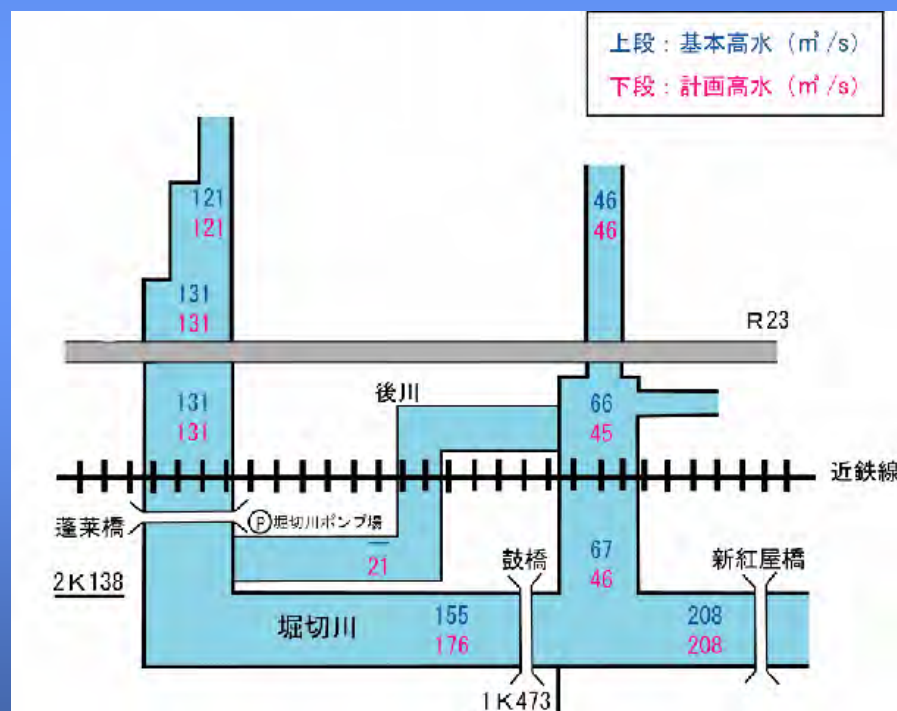 上段：基本高水（㎥/s）
下段：計画高水（㎥/s）
121
121
46
46
131
131
R23
131
131
後川
66
45
近鉄線
蓬莱橋
Ⓟ堀切川ポンプ場
2K138
―
21
鼓橋
67
46
新紅屋橋
堀切川
155
176
208
208
1K473